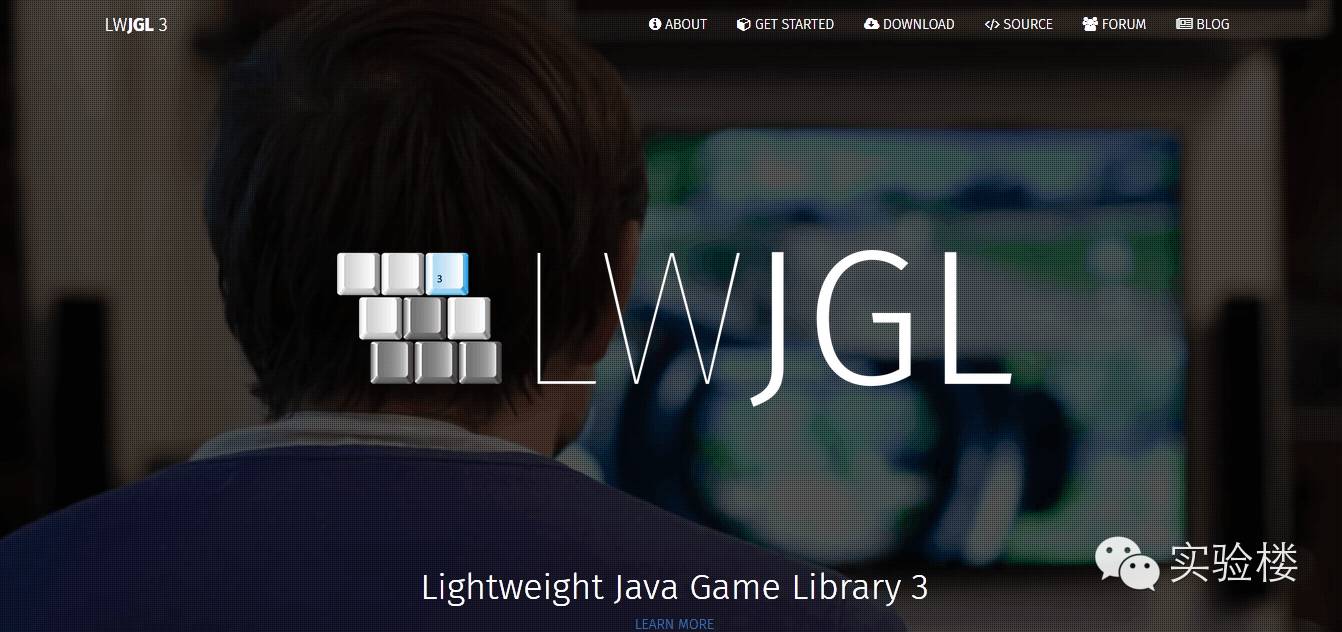 LWJGL 3
ABOUT GET STARTED DOWNLOAD SOURCE FORUM BLOG
3
LWJGL
实验楼
Lightweight Java Game Library 3
LEARN MORE